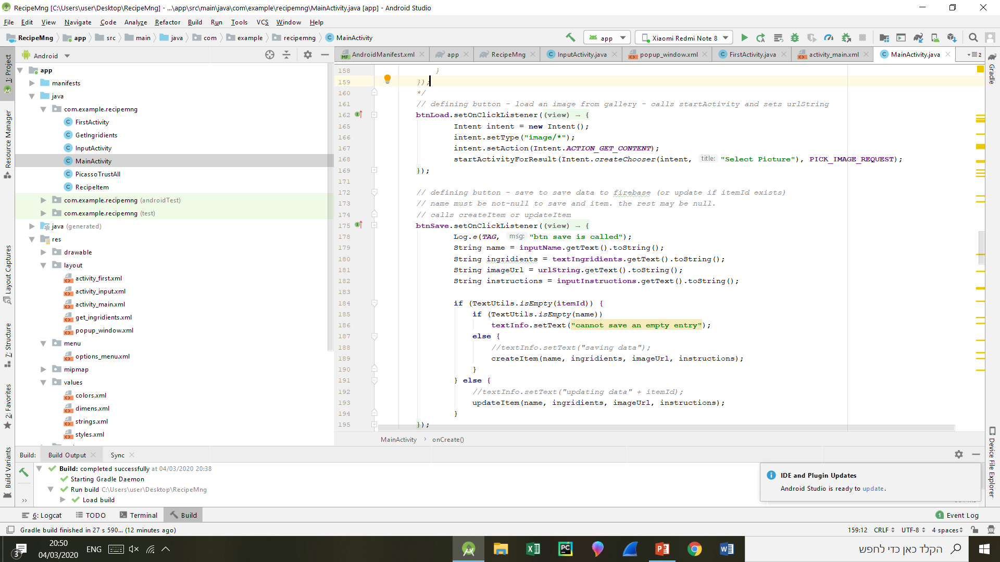 RecipeMng [C:\Users\user\Desktop\RecipeMng] - ...\app\src\main\java\com\example\recipemng\MainActivity.java [app] - Android Studio
File Edit View Navigate Code Analyze Refactor Build Run Tools VCS Window Help
RecipeMng app src main java com example recipemng MainActivity app Xiaomi Redmi Note 8
Android
AndroidManifest.xml app RecipeMng InputActivity.java popup_window.xml FirstActivity.java activity_main.xml MainActivity.java 2
1: Project
Resource Manager
Layout Captures
7: Structure
2: Favorites
Build Variants
app
manifests
java
com.example.recipemng
FirstActivity
GetIngridients
InputActivity
MainActivity
PicassoTrustAll
RecipeItem
com.example.recipemng (androidTest)
com.example.recipemng (test)
java (generated)
res
drawable
layout
activity_first.xml
activity_input.xml
activity_main.xml
get_ingridients.xml
popup_window.xml
menu
options_menu.xml
mipmap
values
colors.xml
dimens.xml
strings.xml
styles.xml
158 }
159 });
160 */
161 // defining button - load an image from gallery - calls startActivity and sets urlString
162 btnLoad.setOnClickListener((view) → {
165 Intent intent = new Intent();
166 intent.setType("image/*");
167 intent.setAction(Intent.ACTION_GET_CONTENT);
168 startActivityForResult(Intent.createChooser(intent, title: "Select Picture"), PICK_IMAGE_REQUEST);
169 });
171
172 // defining button - save to save data to firebase (or update if itemId exists)
173 // name must be not-null to save and item. the rest may be null.
174 // calls createItem or updateItem
175 btnSave.setOnClickListener((view) → {
178 Log.e(TAG, msg: "btn save is called");
179 String name = inputName.getText().toString();
180 String ingridients = textIngridients.getText().toString();
181 String imageUrl = urlString.getText().toString();
182 String instructions = inputInstructions.getText().toString();
183
184 if (TextUtils.isEmpty(itemId)) {
185 if (TextUtils.isEmpty(name))
186 textInfo.setText("cannot save an empty entry");
187 else {
188 //textInfo.setText("saving data");
189 createItem(name, ingridients, imageUrl, instructions);
190 }
191 } else {
192 //textInfo.setText("updating data" + itemId);
193 updateItem(name, ingridients, imageUrl, instructions);
194 }
195 });
MainActivity onCreate()
Gradle
Device File Explorer
Build: Build Output Sync
Build: completed successfully at 04/03/2020 20:38
Starting Gradle Daemon
Run build C:\Users\user\Desktop\RecipeMng
Load build
IDE and Plugin Updates
Android Studio is ready to update.
6: Logcat TODO Terminal Build 1 Event Log
Gradle build finished in 27 s 590... (12 minutes ago) 159:12 CRLF UTF-8 4 spaces
3 20:50
04/03/2020
ENG
הקלד כאן כדי לחפש